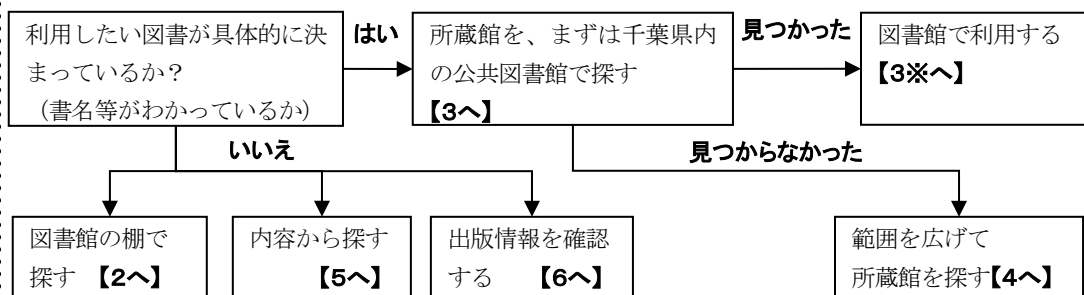 利用したい図書が具体的に決
まっているか？
（書名等がわかっているか）
はい
所蔵館を、まずは千葉県内
の公共図書館で探す
【3へ】
見つかった
図書館で利用する
【3※へ】
いいえ
見つからなかった
図書館の棚で
探す 【2へ】
内容から探す
【5へ】
出版情報を確認
する 【6へ】
範囲を広げて
所蔵館を探す【4へ】